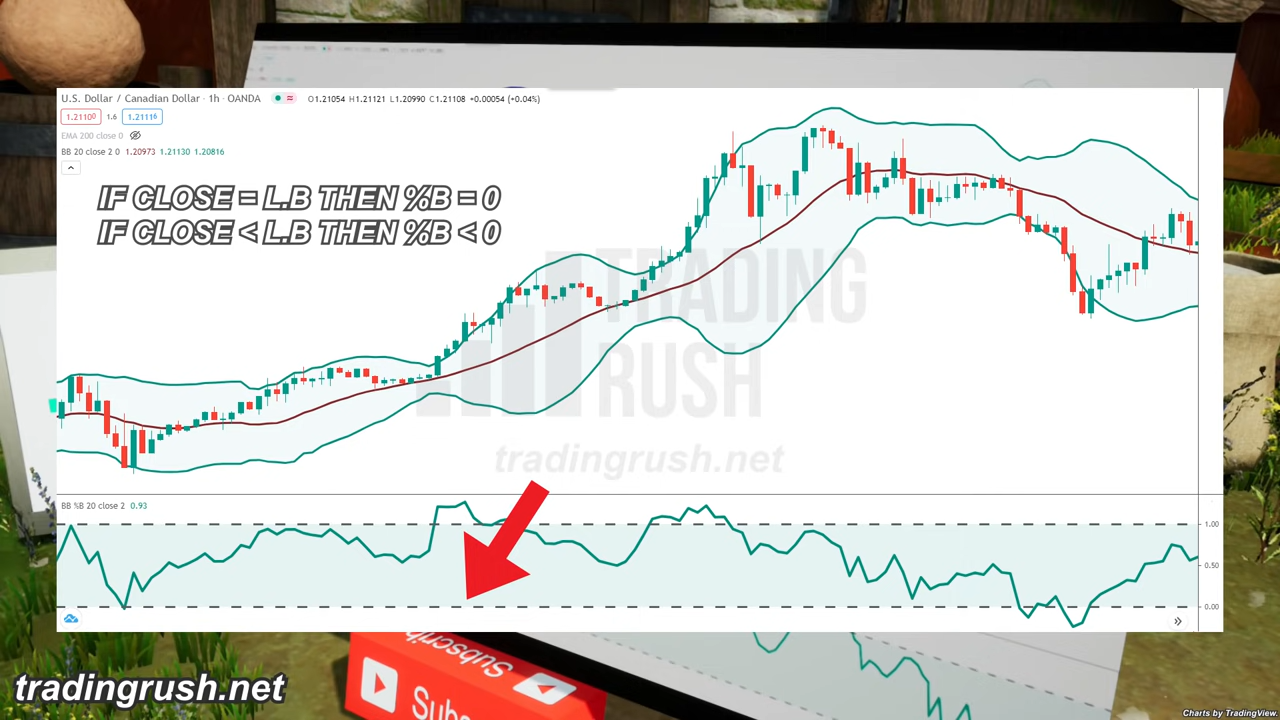 U.S. Dollar / Canadian Dollar · 1h · OANDA
O1.21054 H1.21121 L1.20990 C1.21108 +0.00054 (+0.04%)
1.21100 1.6 1.21116
EMA 200 close 0
BB 20 close 2 0 1.20973 1.21130 1.20816
IF CLOSE = L.B THEN %B = 0
IF CLOSE < L.B THEN %B < 0
TRADING
RUSH
tradingrush.net
BB %B 20 close 2 0.93
1.00
0.50
0.00
Subscribe
Subs
tradingrush.net
Charts by TradingView.